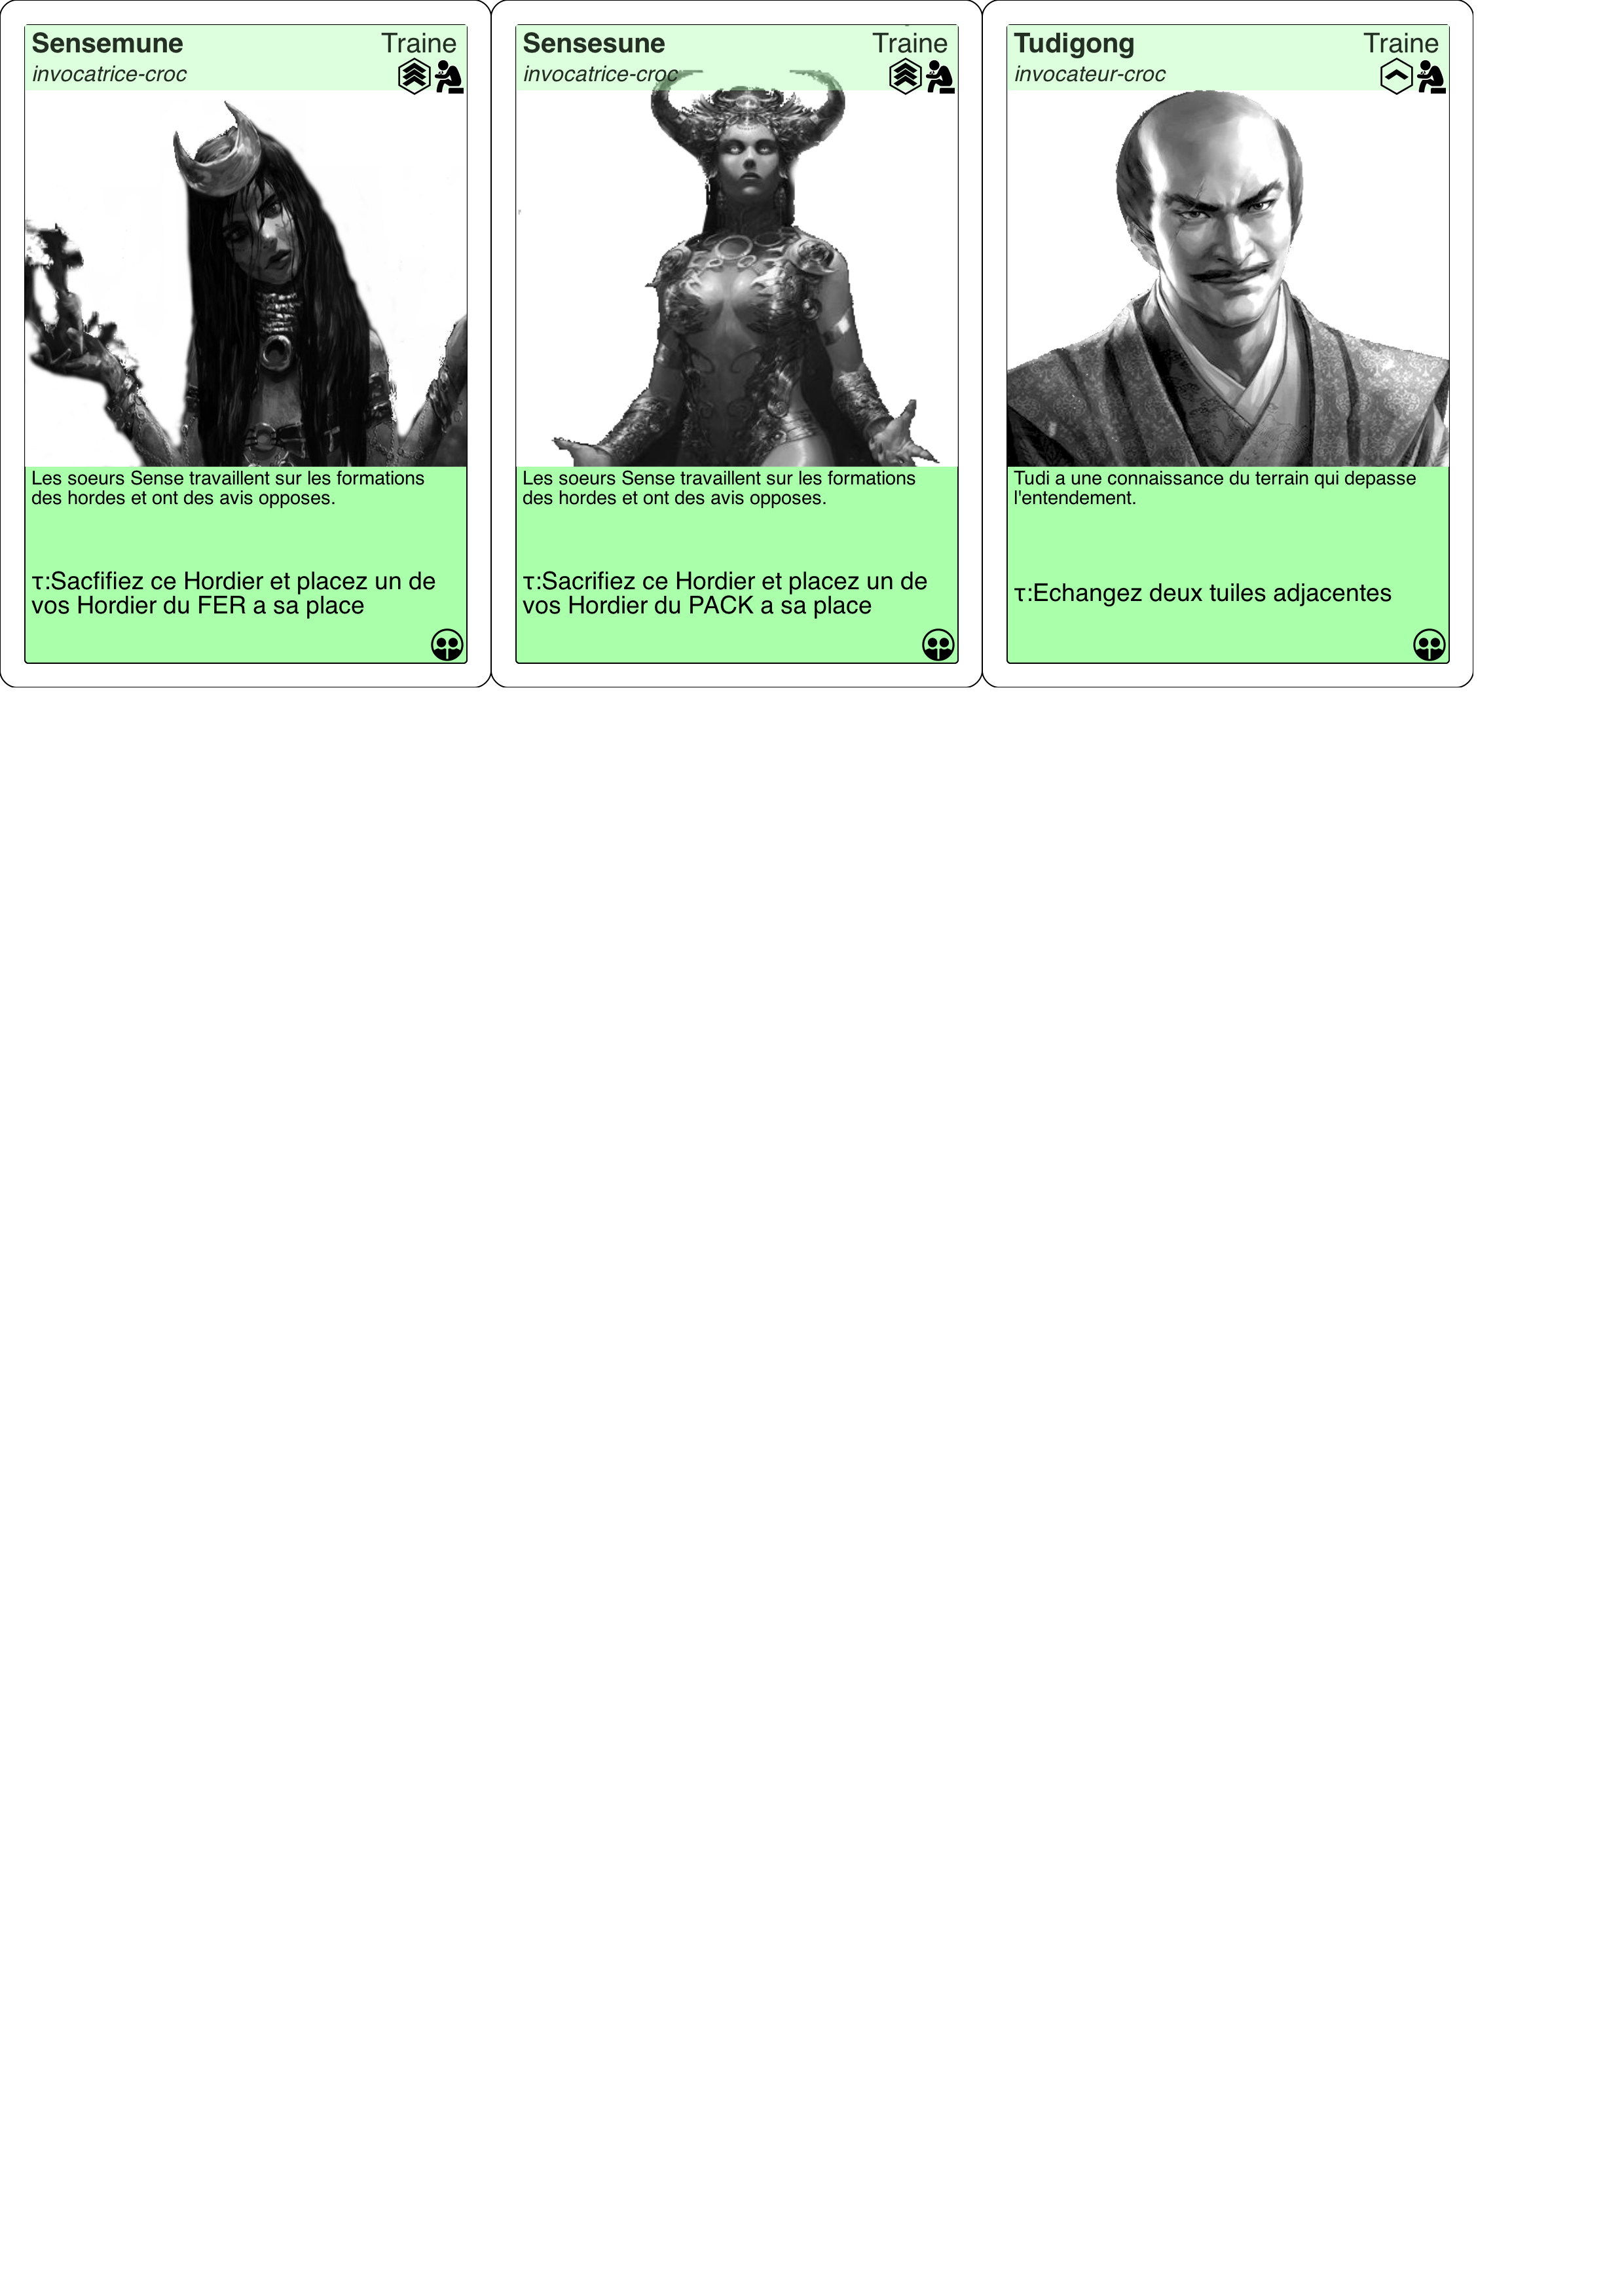 Sensemune Traine
invocatrice-croc
Les soeurs Sense travaillent sur les formations
des hordes et ont des avis opposes.
τ:Sacfifiez ce Hordier et placez un de
vos Hordier du FER a sa place
Sensesune Traine
invocatrice-croc
Les soeurs Sense travaillent sur les formations
des hordes et ont des avis opposes.
τ:Sacrifiez ce Hordier et placez un de
vos Hordier du PACK a sa place
Tudigong Traine
invocateur-croc
Tudi a une connaissance du terrain qui depasse
l'entendement.
τ:Echangez deux tuiles adjacentes